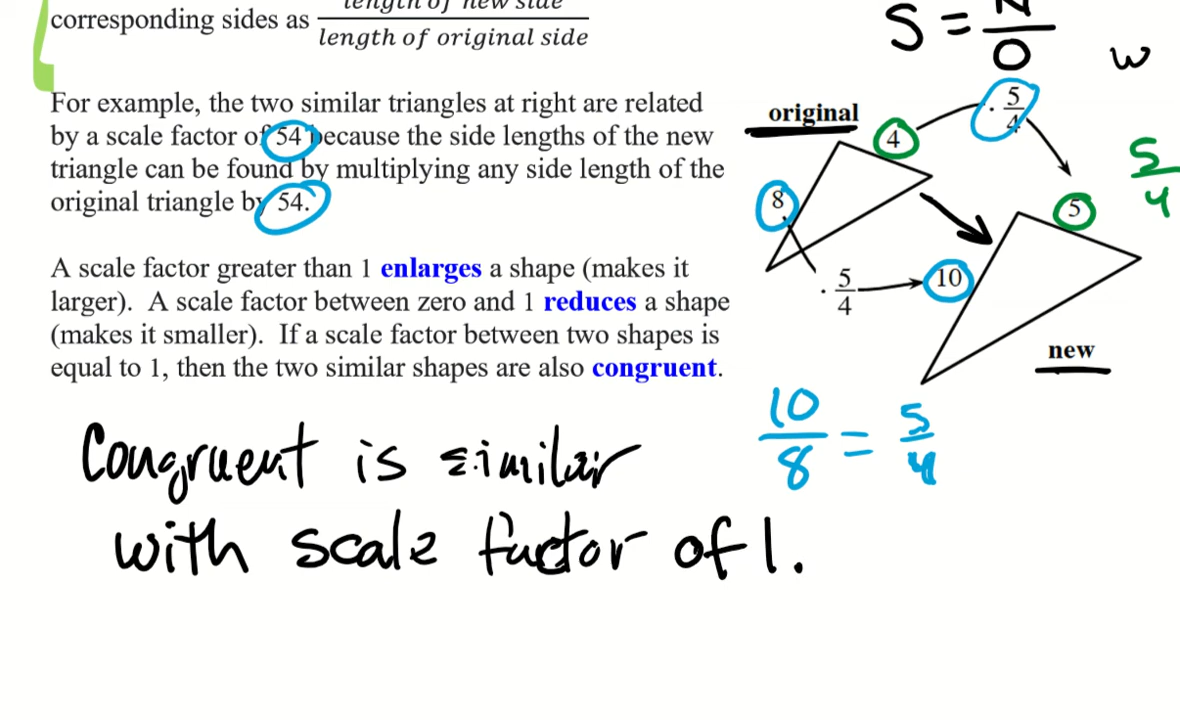 length of new side
corresponding sides as
length of original side
S = N/O
w
For example, the two similar triangles at right are related
by a scale factor of 54 because the side lengths of the new
triangle can be found by multiplying any side length of the
original triangle by 54.
original
4
· 5/4
5/4
8
5
· 5/4
10
new
A scale factor greater than 1 enlarges a shape (makes it
larger). A scale factor between zero and 1 reduces a shape
(makes it smaller). If a scale factor between two shapes is
equal to 1, then the two similar shapes are also congruent.
10/8 = 5/4
Congruent is similar
with scale factor of 1.